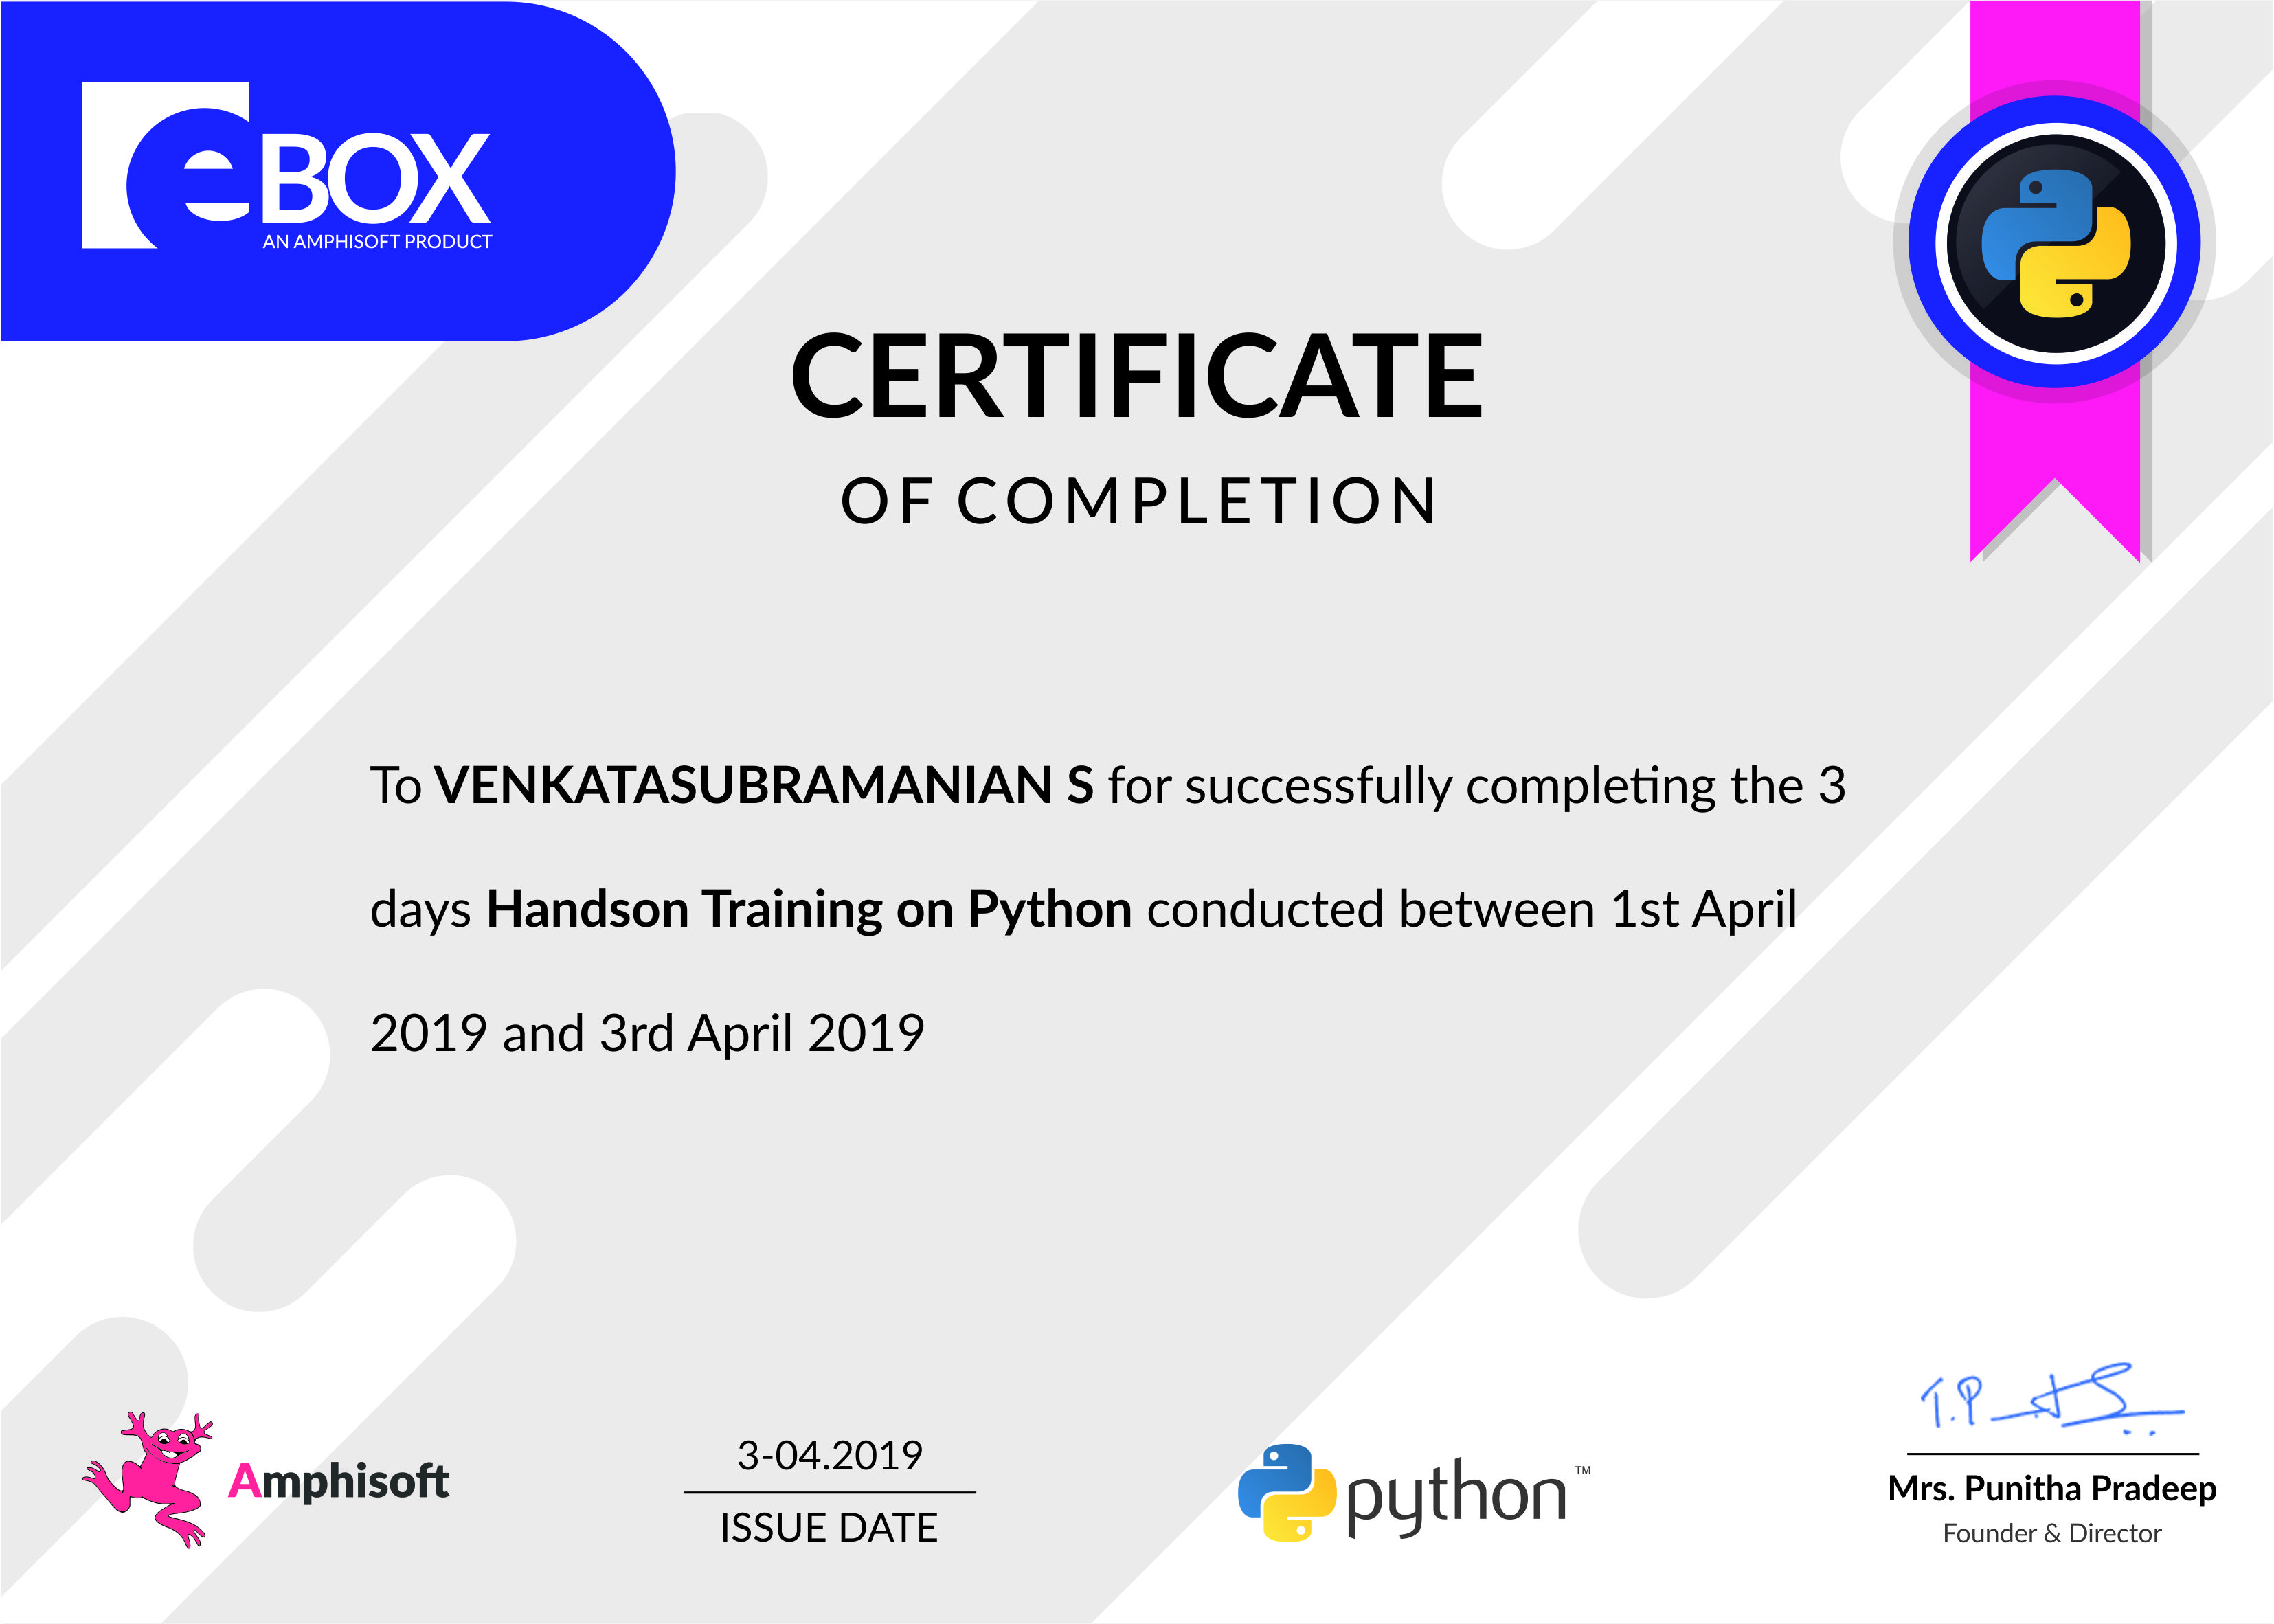 eBOX
AN AMPHISOFT PRODUCT
CERTIFICATE
OF COMPLETION
To VENKATASUBRAMANIAN S for successfully completing the 3
days Handson Training on Python conducted between 1st April
2019 and 3rd April 2019
Amphisoft
3-04.2019
ISSUE DATE
python™
T.P
Mrs. Punitha Pradeep
Founder & Director